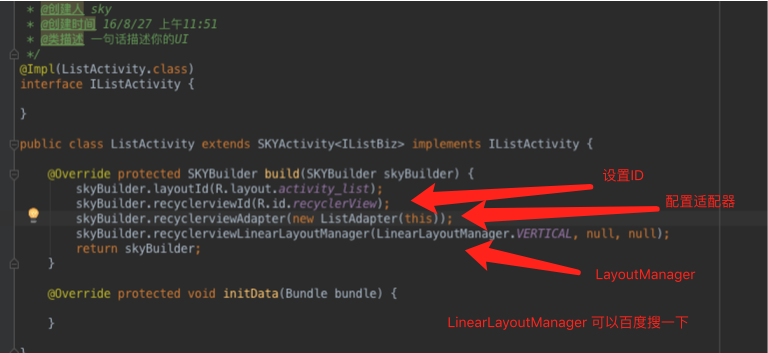 * @创建人 sky
* @创建时间 16/8/27 上午11:51
* @类描述 一句话描述你的UI
*/
@Impl(ListActivity.class)
interface IListActivity {
}
public class ListActivity extends SKYActivity<IListBiz> implements IListActivity {
@Override protected SKYBuilder build(SKYBuilder skyBuilder) {
skyBuilder.layoutId(R.layout.activity_list);
设置ID
skyBuilder.recyclerviewId(R.id.recyclerView);
配置适配器
skyBuilder.recyclerviewAdapter(new ListAdapter(this));
skyBuilder.recyclerviewLinearLayoutManager(LinearLayoutManager.VERTICAL, null, null);
return skyBuilder;
}
LayoutManager
@Override protected void initData(Bundle bundle) {
LinearLayoutManager 可以百度搜一下
}
}